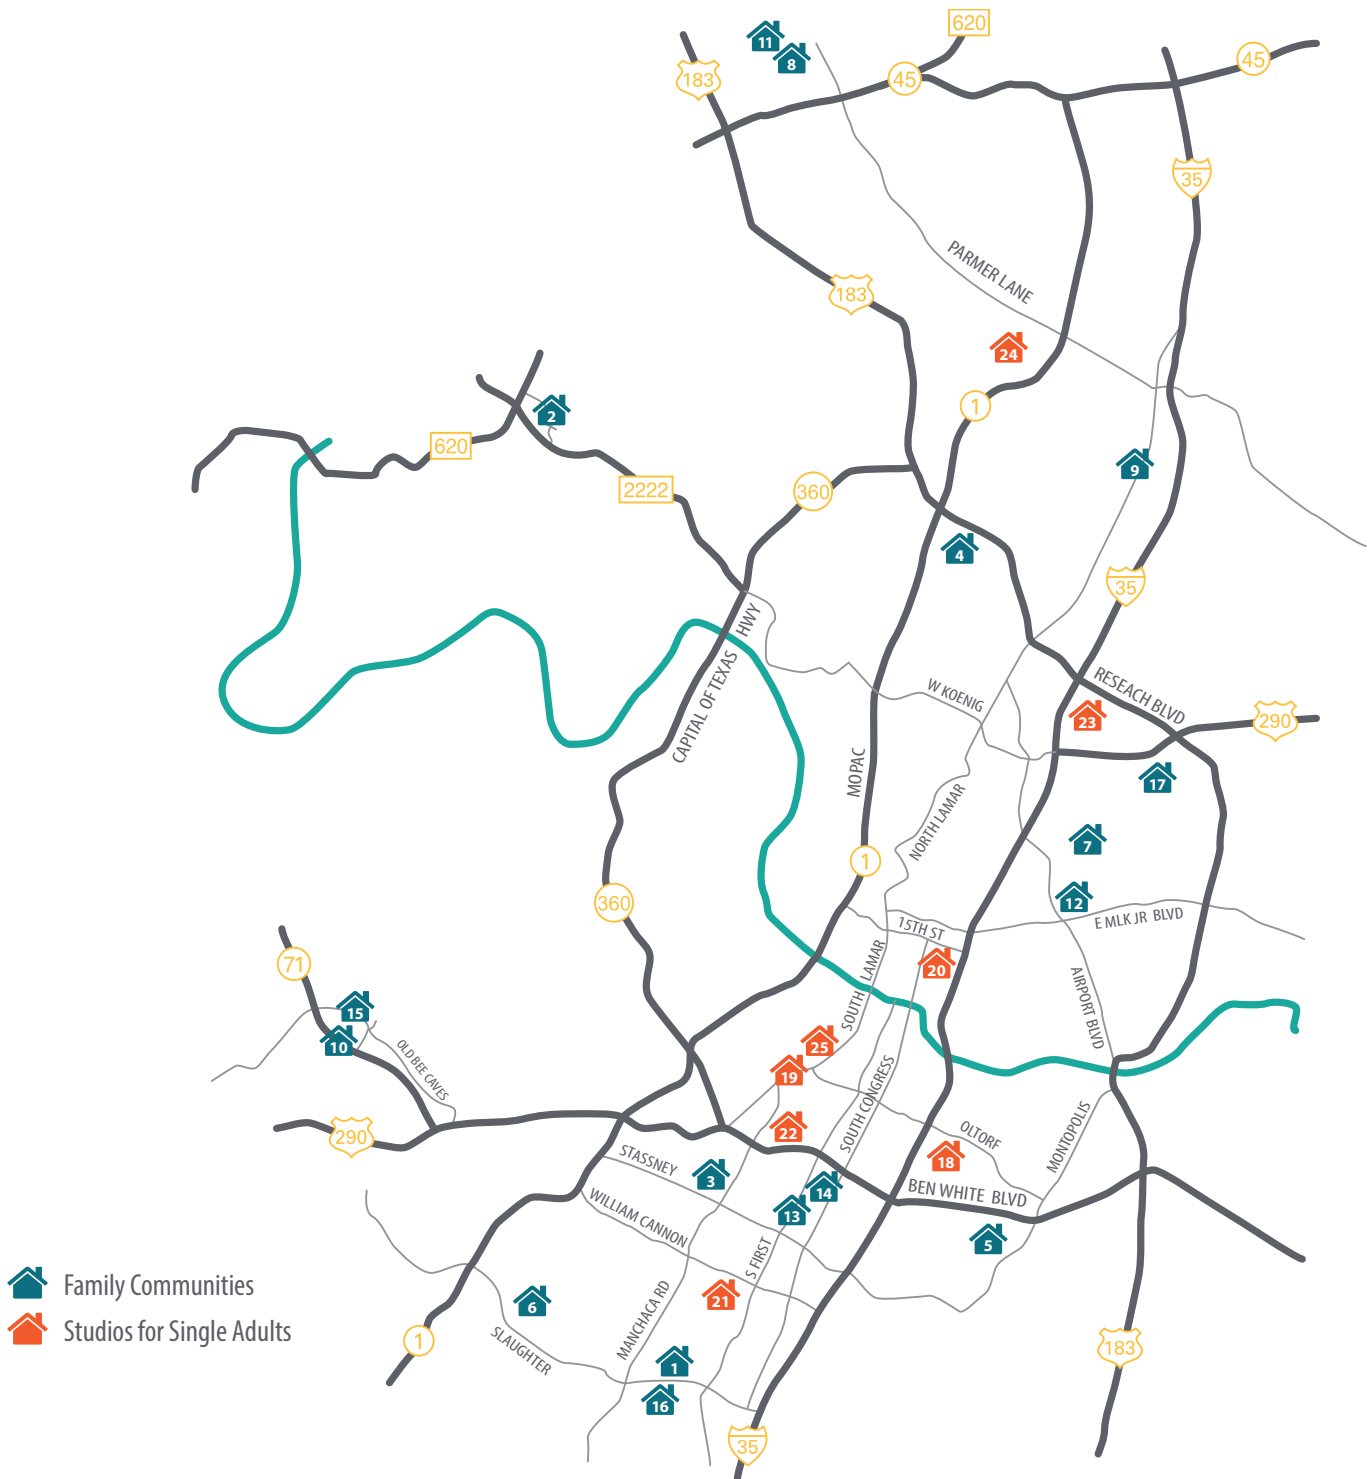 620
11
8
183
45
45
35
PARMER LANE
183
24
1
2
620
9
2222
360
4
35
CAPITAL OF TEXAS HWY
W KOENIG
RESEACH BLVD
23
290
MOPAC
17
NORTH LAMAR
7
1
12
360
E MLK JR BLVD
15TH ST
71
20
SOUTH LAMAR
AIRPORT BLVD
15
10
25
OLD BEE CAVES
19
SOUTH CONGRESS
22
290
OLTORF
MONTOPOLIS
18
STASSNEY
3
14
BEN WHITE BLVD
WILLIAM CANNON
13
5
S FIRST
Family Communities
6
21
MANCHACA RD
Studios for Single Adults
1
SLAUGHTER
183
1
16
35